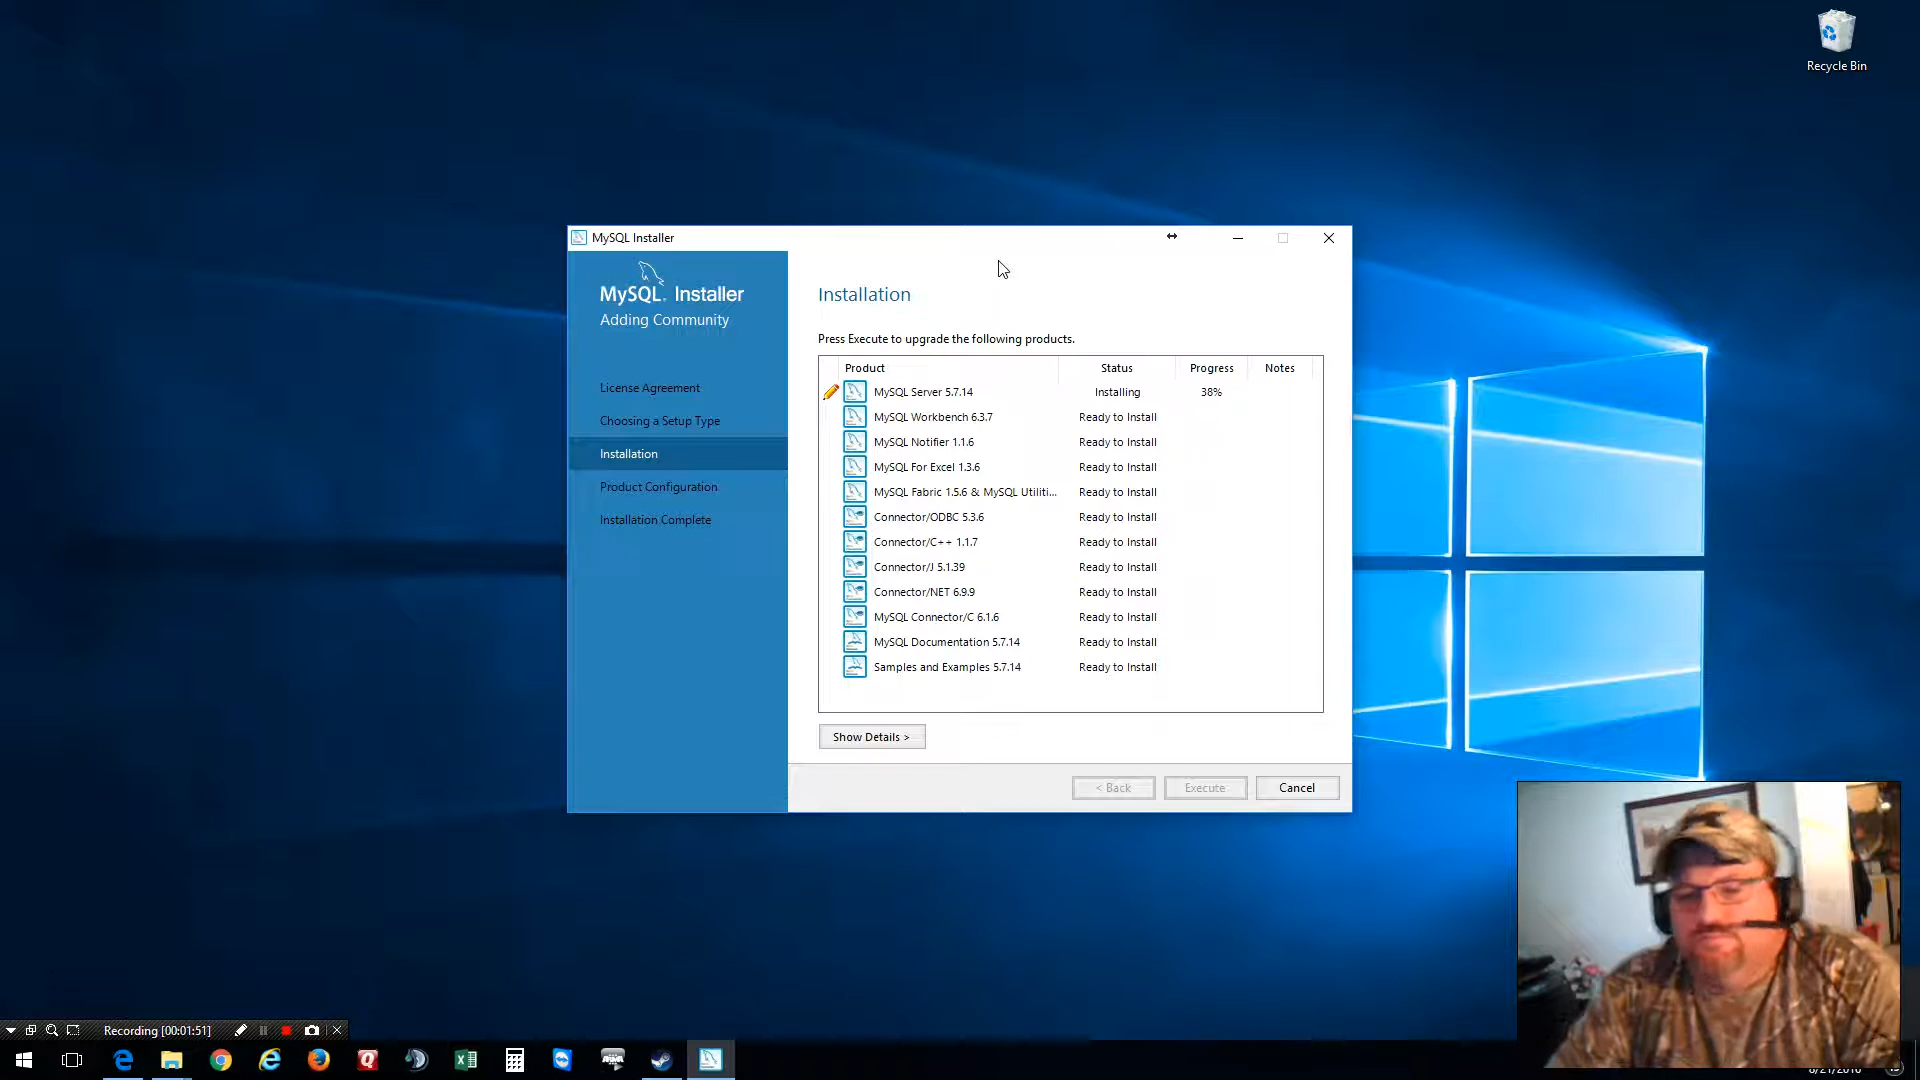 Recycle Bin
MySQL Installer
MySQL. Installer
Adding Community
License Agreement
Choosing a Setup Type
Installation
Product Configuration
Installation Complete
Installation
Press Execute to upgrade the following products.
Product Status Progress Notes
MySQL Server 5.7.14 Installing 38%
MySQL Workbench 6.3.7 Ready to Install
MySQL Notifier 1.1.6 Ready to Install
MySQL For Excel 1.3.6 Ready to Install
MySQL Fabric 1.5.6 & MySQL Utiliti... Ready to Install
Connector/ODBC 5.3.6 Ready to Install
Connector/C++ 1.1.7 Ready to Install
Connector/J 5.1.39 Ready to Install
Connector/NET 6.9.9 Ready to Install
MySQL Connector/C 6.1.6 Ready to Install
MySQL Documentation 5.7.14 Ready to Install
Samples and Examples 5.7.14 Ready to Install
Show Details >
< Back Execute Cancel
Recording [00:01:51]
8/21/2016